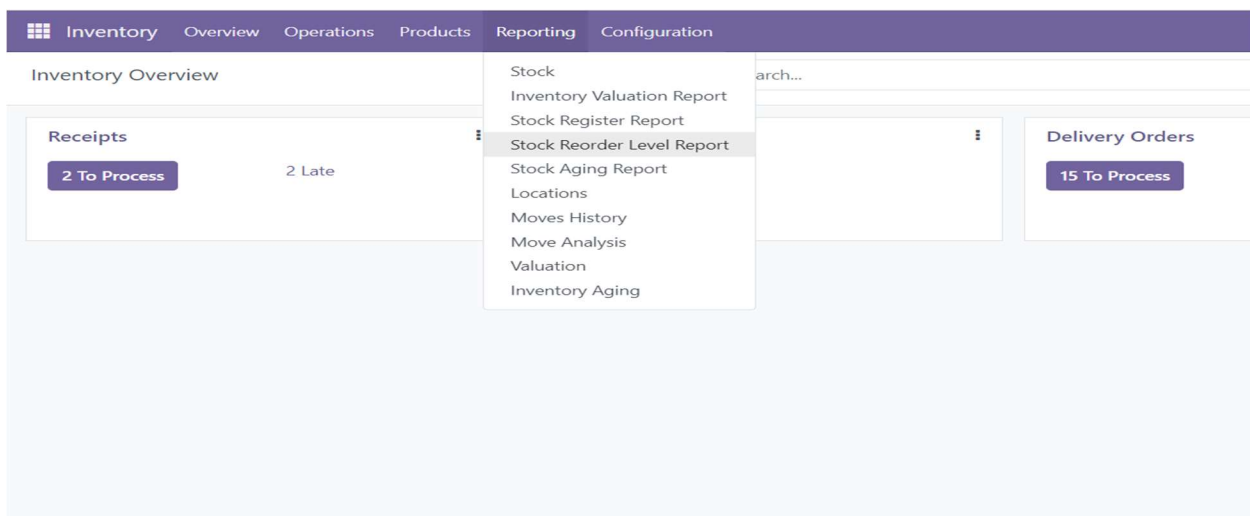 Inventory Overview Operations Products Reporting Configuration
Inventory Overview
arch...
Stock
Inventory Valuation Report
Stock Register Report
Stock Reorder Level Report
Stock Aging Report
Locations
Moves History
Move Analysis
Valuation
Inventory Aging
Receipts
2 To Process 2 Late
Delivery Orders
15 To Process